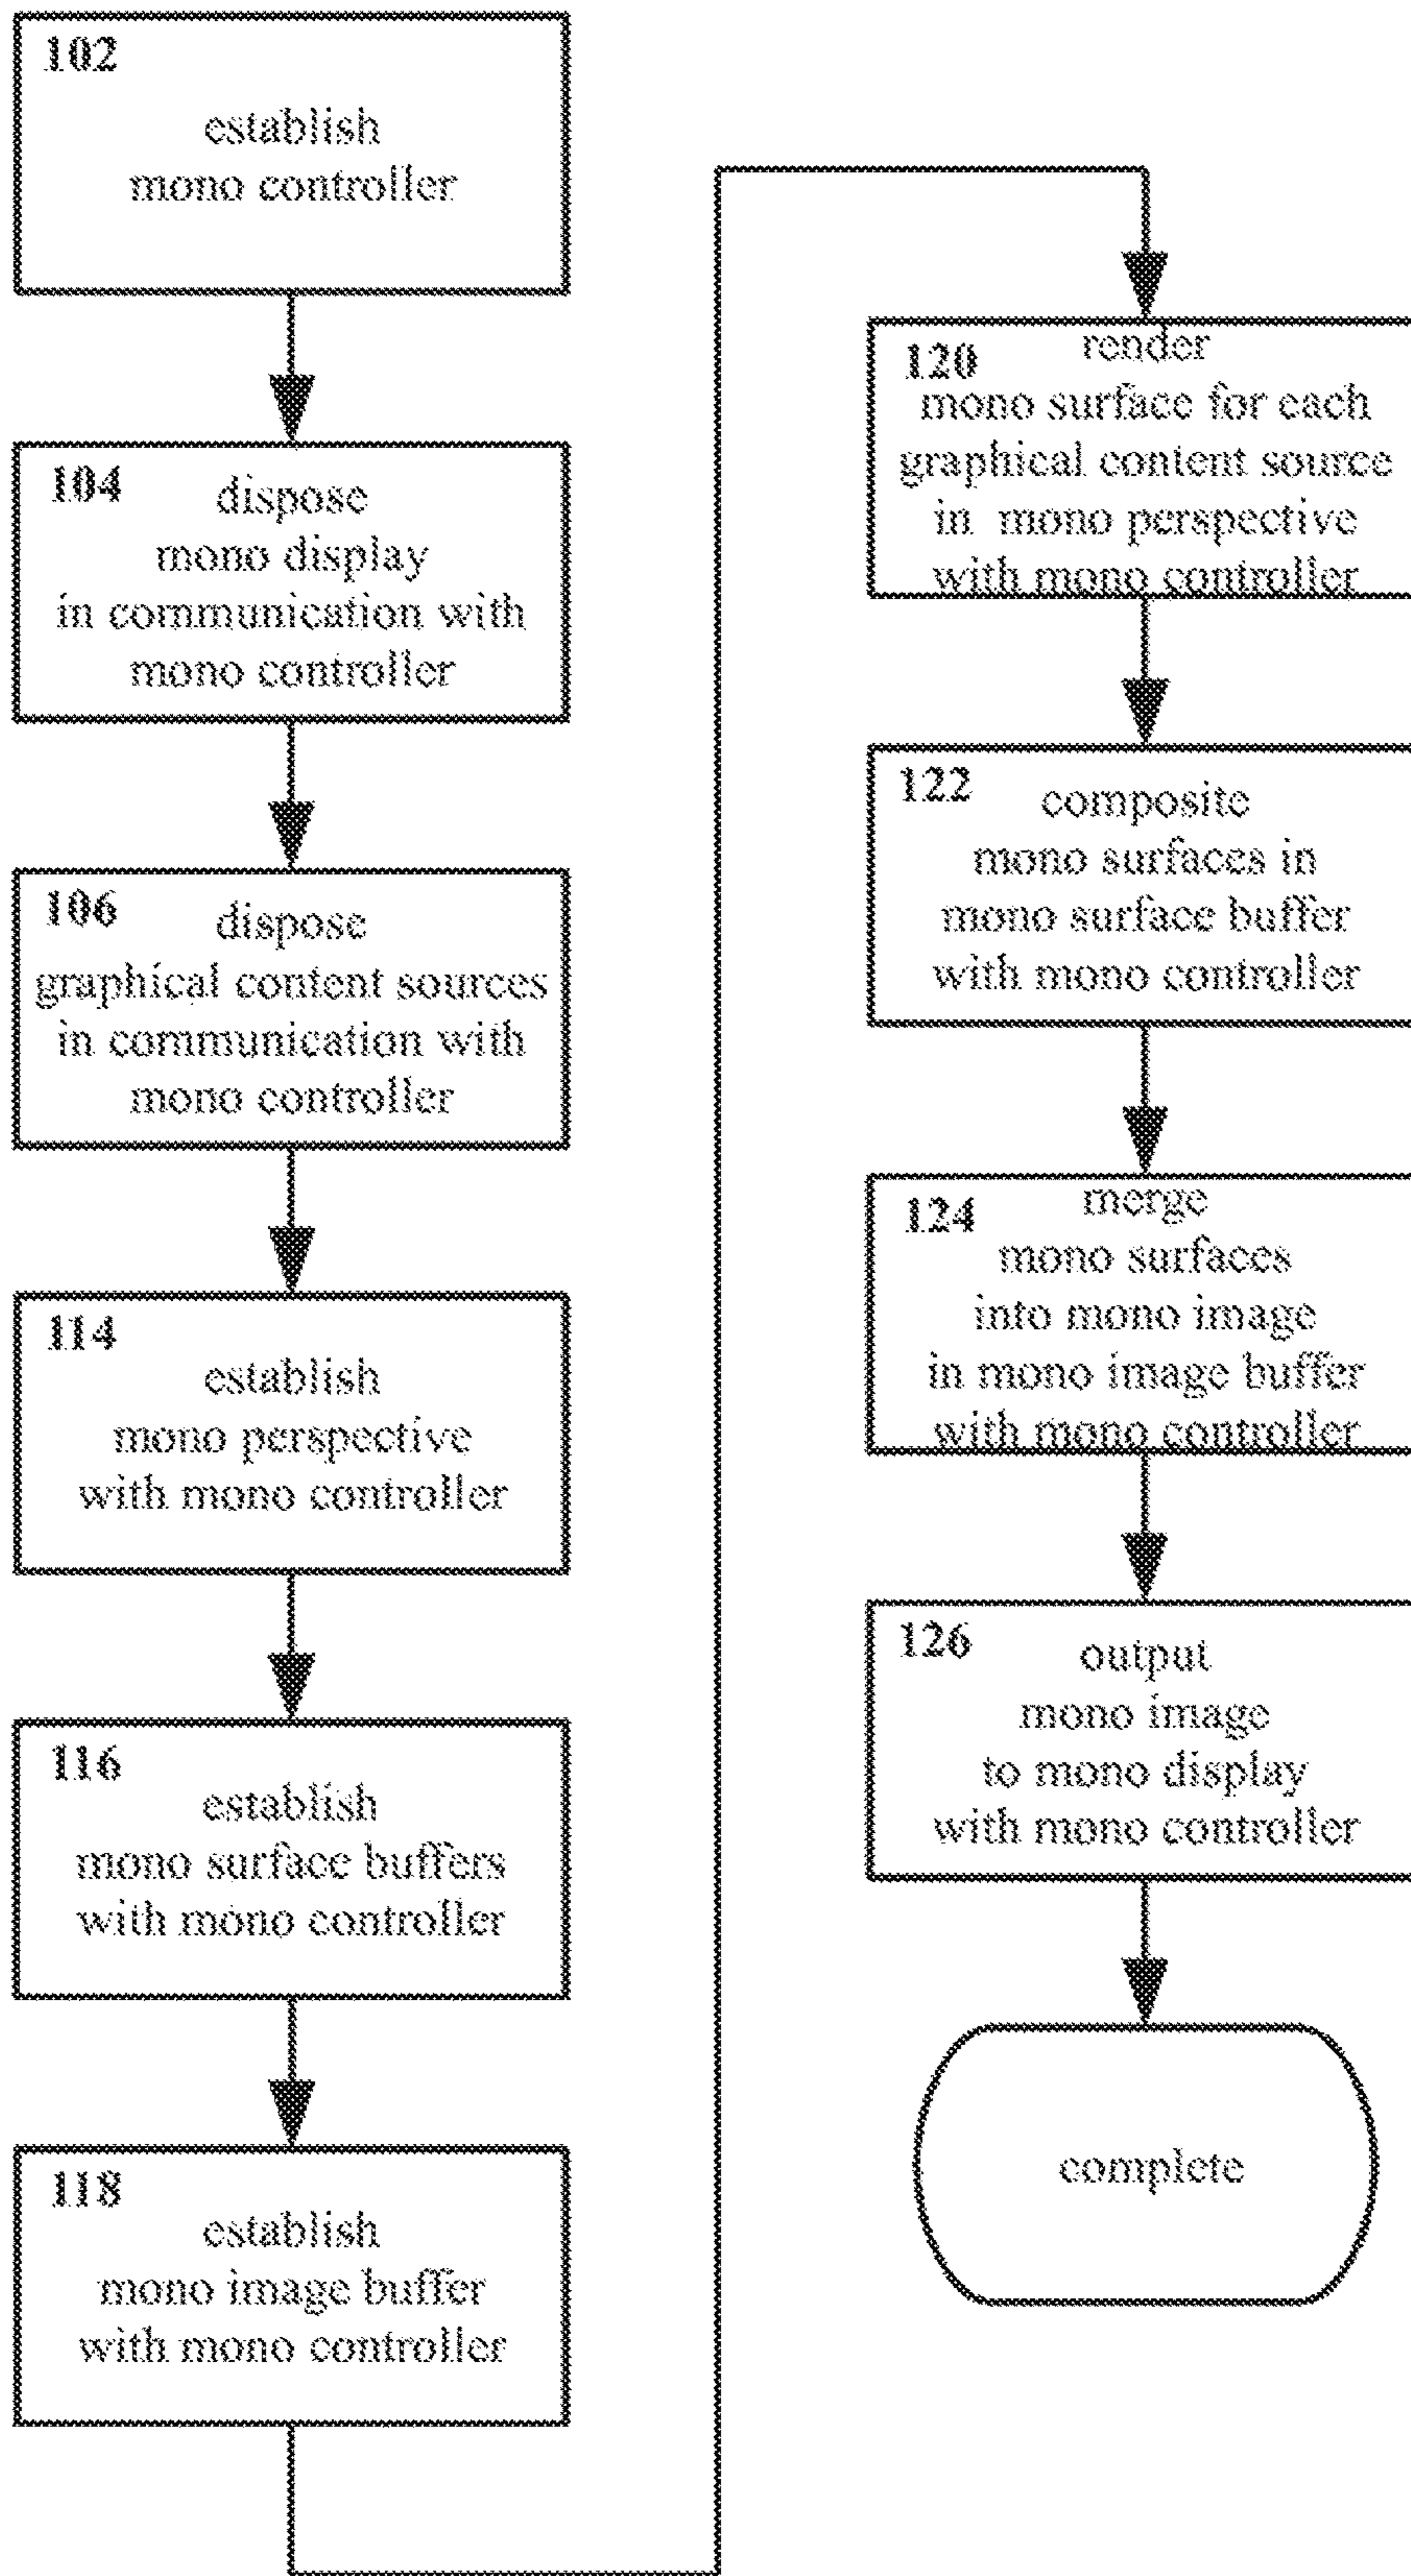 102
establish
mono controller
104
dispose
mono display
in communication with
mono controller
106
dispose
graphical content sources
in communication with
mono controller
114
establish
mono perspective
with mono controller
116
establish
mono surface buffers
with mono controller
118
establish
mono image buffer
with mono controller
120
render
mono surface for each
graphical content source
in mono perspective
with mono controller
122
composite
mono surfaces in
mono surface buffer
with mono controller
124
merge
mono surfaces
into mono image
in mono image buffer
with mono controller
126
output
mono image
to mono display
with mono controller
complete